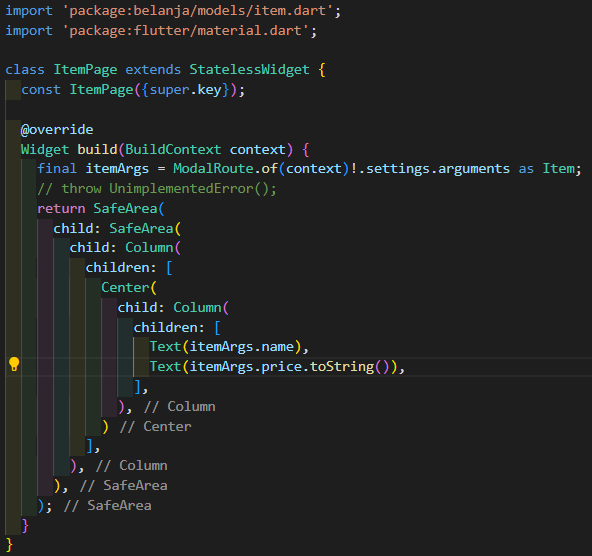 import 'package:belanja/models/item.dart';
import 'package:flutter/material.dart';

class ItemPage extends StatelessWidget {
  const ItemPage({super.key});

  @override
  Widget build(BuildContext context) {
    final itemArgs = ModalRoute.of(context)!.settings.arguments as Item;
    // throw UnimplementedError();
    return SafeArea(
      child: SafeArea(
        child: Column(
          children: [
            Center(
              child: Column(
                children: [
                  Text(itemArgs.name),
                  Text(itemArgs.price.toString()),
                ],
              ), // Column
            ) // Center
          ],
        ), // Column
      ), // SafeArea
    ); // SafeArea
  }
}